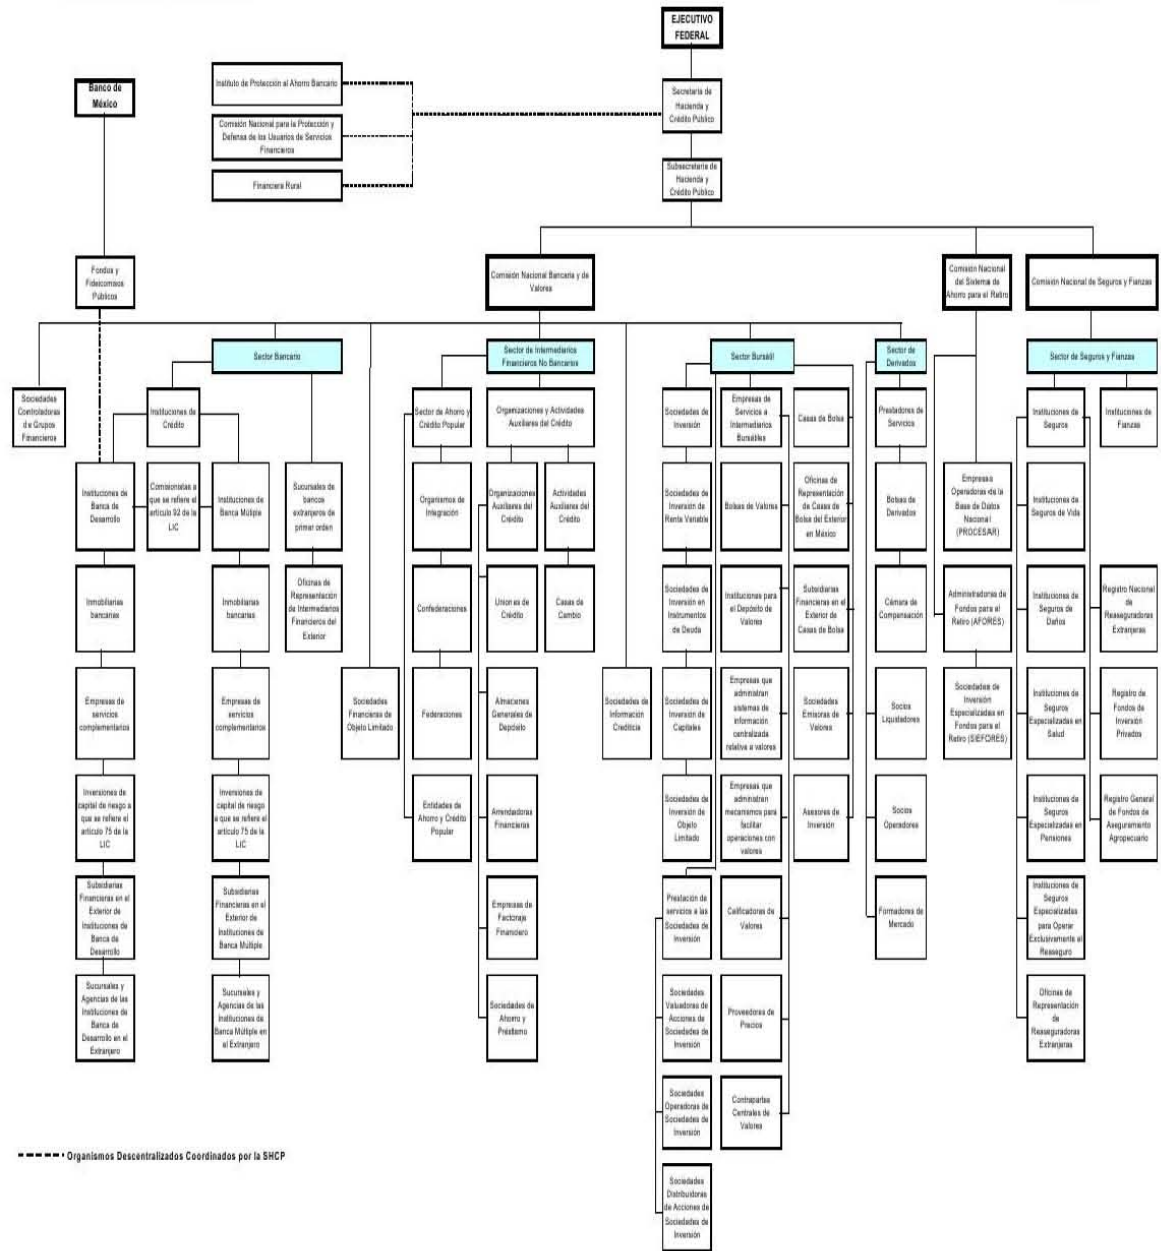 EJECUTIVO
FEDERAL
Banco de
México
Instituto de Protección al Ahorro Bancario
Comisión Nacional para la Protección y
Defensa de los Usuarios de Servicios
Financieros
Financiera Rural
Secretaría de
Hacienda y
Crédito Público
Subsecretaría de
Hacienda y
Crédito Público
Fondos y
Fideicomisos
Públicos
Comisión Nacional Bancaria y de
Valores
Comisión Nacional
del Sistema de
Ahorro para el Retiro
Comisión Nacional de Seguros y Fianzas
Sector Bancario
Sector de Intermediarios
Financieros No Bancarios
Sector Bursátil
Sector de
Derivados
Sector de Seguros y Fianzas
Sociedades
Controladoras
de Grupos
Financieros
Instituciones de
Crédito
Sector de Ahorro y
Crédito Popular
Organizaciones y Actividades
Auxiliares del Crédito
Sociedades de
Inversión
Empresas de
Servicios a
Intermediarios
Bursátiles
Casas de Bolsa
Prestadores de
Servicios
Instituciones de
Seguros
Instituciones de
Fianzas
Instituciones de
Banca de
Desarrollo
Comisionistas a
que se refiere el
artículo 92 de la
LIC
Instituciones de
Banca Múltiple
Sucursales de
bancos
extranjeros de
primer orden
Organismos de
Integración
Organizaciones
Auxiliares del
Crédito
Actividades
Auxiliares del
Crédito
Sociedades de
Inversión de
Renta Variable
Bolsas de Valores
Oficinas de
Representación
de Casas de
Bolsa del Exterior
en México
Bolsas de
Derivados
Empresas
Operadoras de la
Base de Datos
Nacional
(PROCESAR)
Instituciones de
Seguros de Vida
Inmobiliarias
bancarias
Inmobiliarias
bancarias
Oficinas de
Representación
de Intermediarios
Financieros del
Exterior
Confederaciones
Uniones de
Crédito
Casas de
Cambio
Sociedades de
Inversión en
Instrumentos
de Deuda
Instituciones para
el Depósito de
Valores
Subsidiarias
Financieras en el
Exterior de
Casas de Bolsa
Cámara de
Compensación
Administradoras de
Fondos para el
Retiro (AFORES)
Instituciones de
Seguros de
Daños
Registro Nacional
de
Reaseguradoras
Extranjeras
Empresas de
servicios
complementarios
Empresas de
servicios
complementarios
Sociedades
Financieras de
Objeto Limitado
Federaciones
Almacenes
Generales de
Depósito
Sociedades de
Información
Crediticia
Sociedades de
Inversión de
Capitales
Empresas que
administran
sistemas de
información
centralizada
relativa a valores
Sociedades
Emisoras de
Valores
Socios
Liquidadores
Sociedades de
Inversión
Especializadas en
Fondos para el
Retiro (SIEFORES)
Instituciones de
Seguros
Especializadas en
Salud
Registro de
Fondos de
Inversión
Privados
Inversiones de
capital de riesgo a
que se refiere el
artículo 75 de la
LIC
Inversiones de
capital de riesgo
a que se refiere el
artículo 75 de la
LIC
Entidades de
Ahorro y Crédito
Popular
Arrendadoras
Financieras
Sociedades de
Inversión de
Objeto
Limitado
Empresas que
administran
mecanismos para
facilitar
operaciones con
valores
Asesores de
Inversión
Socios
Operadores
Instituciones de
Seguros
Especializadas en
Pensiones
Registro General
de Fondos de
Aseguramiento
Agropecuario
Subsidiarias
Financieras en el
Exterior de
Instituciones de
Banca de
Desarrollo
Subsidiarias
Financieras en el
Exterior de
Instituciones de
Banca Múltiple
Empresas de
Factoraje
Financiero
Prestación de
servicios a las
Sociedades de
Inversión
Calificadoras de
Valores
Formadores de
Mercado
Instituciones de
Seguros
Especializadas
para Operar
Exclusivamente el
Reaseguro
Sucursales y
Agencias de las
Instituciones de
Banca de
Desarrollo en el
Extranjero
Sucursales y
Agencias de las
Instituciones de
Banca Múltiple en
el Extranjero
Sociedades de
Ahorro y
Préstamo
Sociedades
Valuadoras de
Acciones de
Sociedades de
Inversión
Proveedores de
Precios
Oficinas de
Representación
de
Reaseguradoras
Extranjeras
Sociedades
Operadoras de
Sociedades de
Inversión
Contrapartes
Centrales de
Valores
Sociedades
Distribuidoras
de Acciones de
Sociedades de
Inversión
Organismos Descentralizados Coordinados por la SHCP